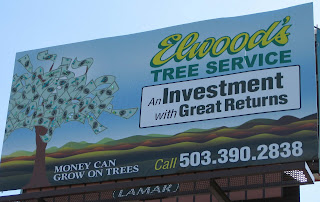 Elwood's
TREE SERVICE
An Investment
with Great Returns
MONEY CAN
GROW ON TREES
Call 503.390.2838
LAMAR